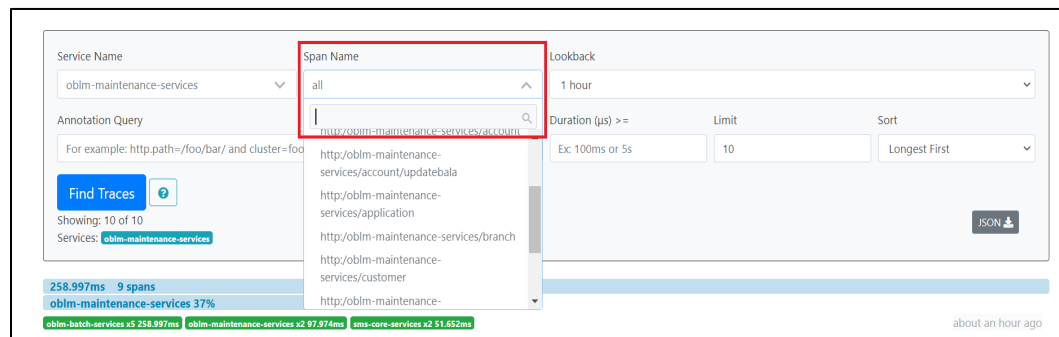 Service Name
Span Name
Lookback
oblm-maintenance-services
all
1 hour
Annotation Query
Duration (μs) >=
Limit
Sort
For example: http.path=/foo/bar/ and cluster=foo
Ex: 100ms or 5s
10
Longest First
http:/oblm-maintenance-services/account
http:/oblm-maintenance-
services/account/updatebala
http:/oblm-maintenance-
services/application
http:/oblm-maintenance-services/branch
http:/oblm-maintenance-
services/customer
http:/oblm-maintenance-
Find Traces
Showing: 10 of 10
Services: oblm-maintenance-services
JSON
258.997ms 9 spans
oblm-maintenance-services 37%
oblm-batch-services x5 258.997ms oblm-maintenance-services x2 97.974ms sms-core-services x2 51.652ms
about an hour ago